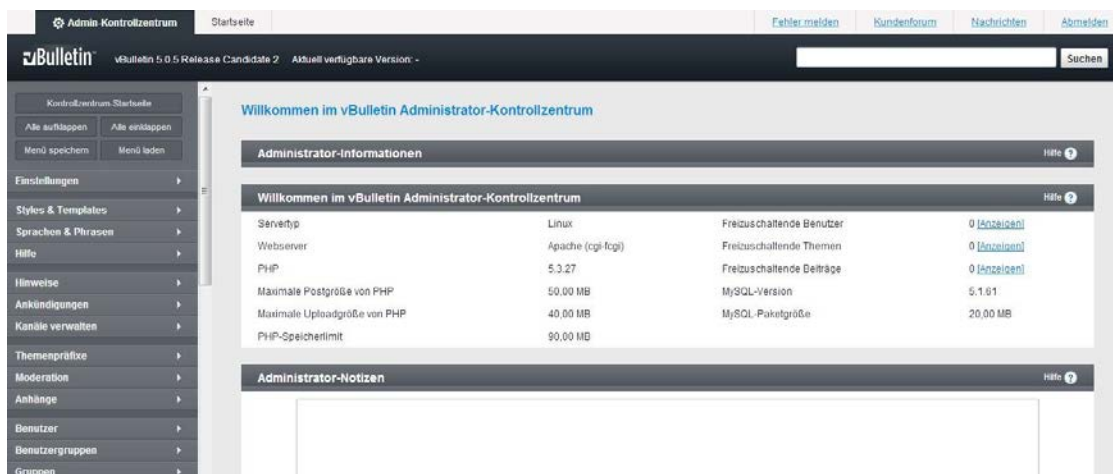 Admin-Kontrollzentrum Startseite Fehler melden Kundenforum Nachrichten Abmelden
vBulletin vBulletin 5.0.5 Release Candidate 2 Aktuell verfügbare Version: - Suchen
Kontrollzentrum-Startseite
Alle aufklappen Alle einklappen
Menü speichern Menü laden
Einstellungen
Styles & Templates
Sprachen & Phrasen
Hilfe
Hinweise
Ankündigungen
Kanäle verwalten
Themenpräfixe
Moderation
Anhänge
Benutzer
Benutzergruppen
Gruppen
Willkommen im vBulletin Administrator-Kontrollzentrum
Administrator-Informationen Hilfe
Willkommen im vBulletin Administrator-Kontrollzentrum Hilfe
Servertyp Linux Freizuschaltende Benutzer 0 [Anzeigen]
Webserver Apache (cgi-fcgi) Freizuschaltende Themen 0 [Anzeigen]
PHP 5.3.27 Freizuschaltende Beiträge 0 [Anzeigen]
Maximale Postgröße von PHP 50,00 MB MySQL-Version 5.1.61
Maximale Uploadgröße von PHP 40,00 MB MySQL-Paketgröße 20,00 MB
PHP-Speicherlimit 90,00 MB
Administrator-Notizen Hilfe